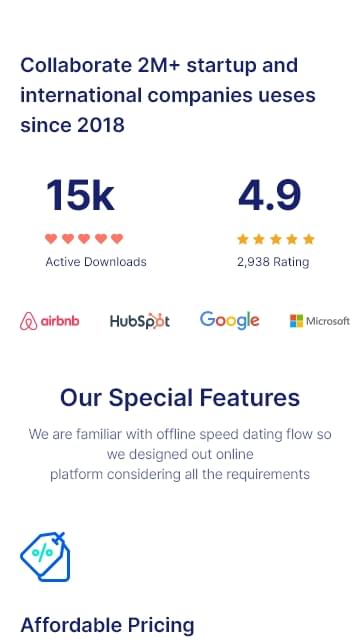 Collaborate 2M+ startup and
international companies ueses
since 2018
15k
4.9
Active Downloads
2,938 Rating
airbnb
HubSpot
Google
Microsoft
Our Special Features
We are familiar with offline speed dating flow so
we designed out online
platform considering all the requirements
%
Affordable Pricing